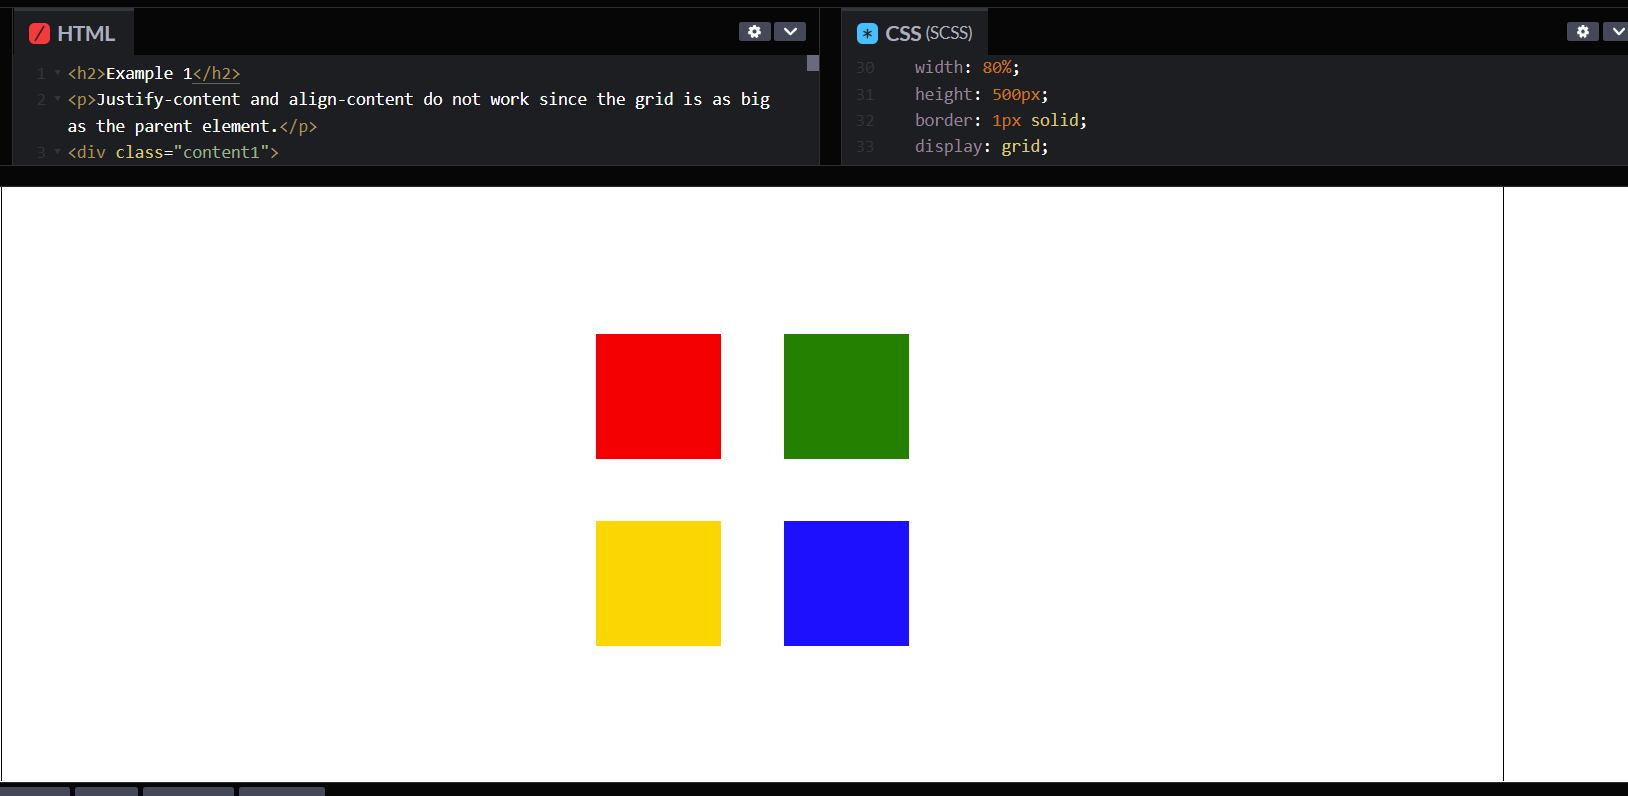 HTML
1 <h2>Example 1</h2>
2 <p>Justify-content and align-content do not work since the grid is as big
as the parent element.</p>
3 <div class="content1">
CSS (SCSS)
30 width: 80%;
31 height: 500px;
32 border: 1px solid;
33 display: grid;